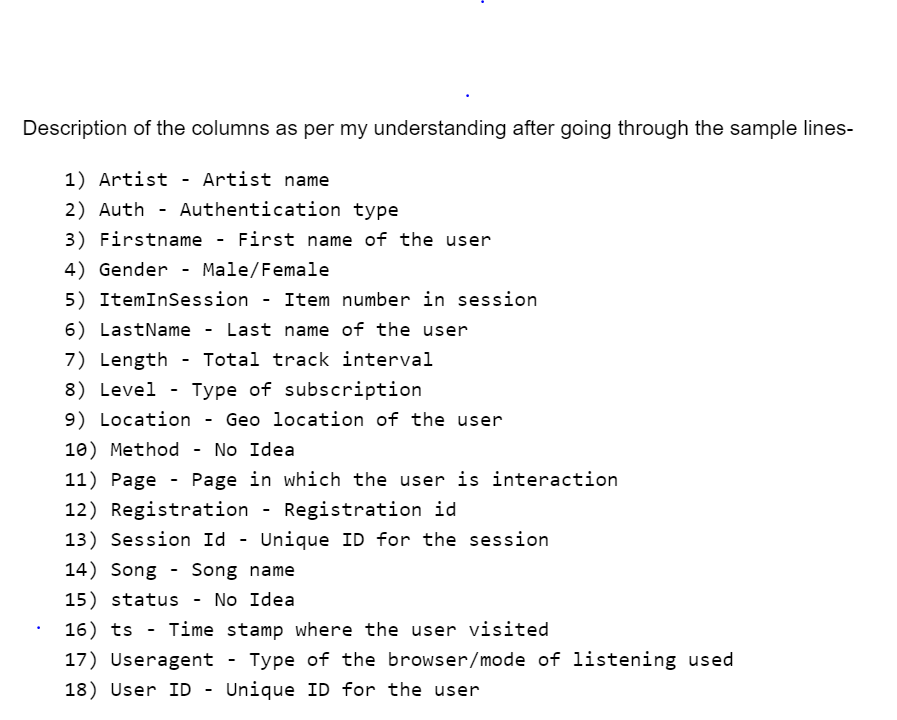 Description of the columns as per my understanding after going through the sample lines-
1) Artist - Artist name
2) Auth - Authentication type
3) Firstname - First name of the user
4) Gender - Male/Female
5) ItemInSession - Item number in session
6) LastName - Last name of the user
7) Length - Total track interval
8) Level - Type of subscription
9) Location - Geo location of the user
10) Method - No Idea
11) Page - Page in which the user is interaction
12) Registration - Registration id
13) Session Id - Unique ID for the session
14) Song - Song name
15) status - No Idea
16) ts - Time stamp where the user visited
17) Useragent - Type of the browser/mode of listening used
18) User ID - Unique ID for the user